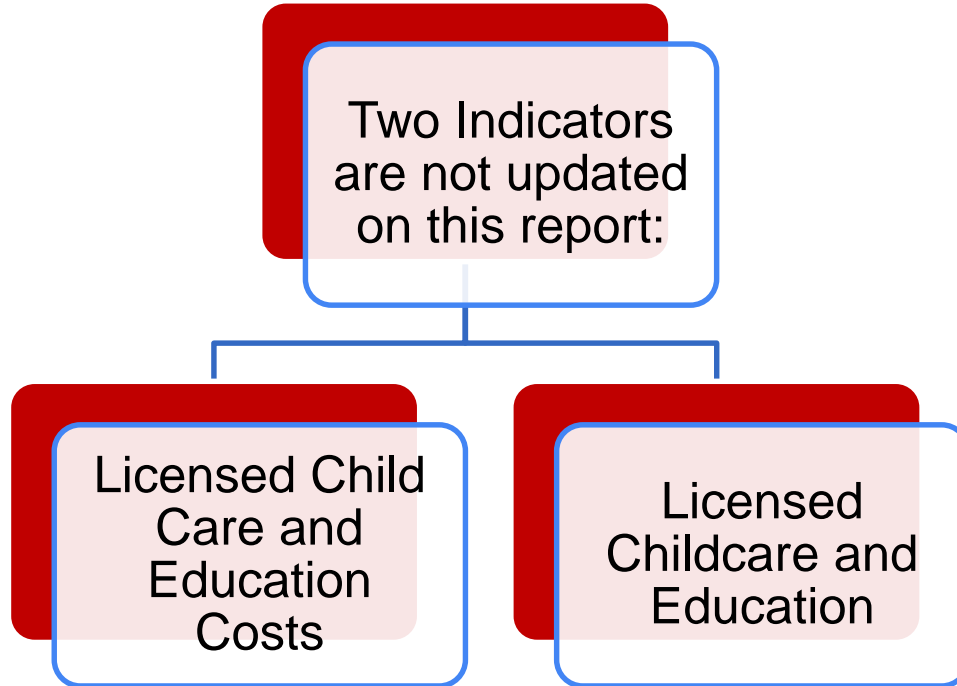 Two Indicators
are not updated
on this report:
Licensed Child
Care and
Education
Costs
Licensed
Childcare and
Education